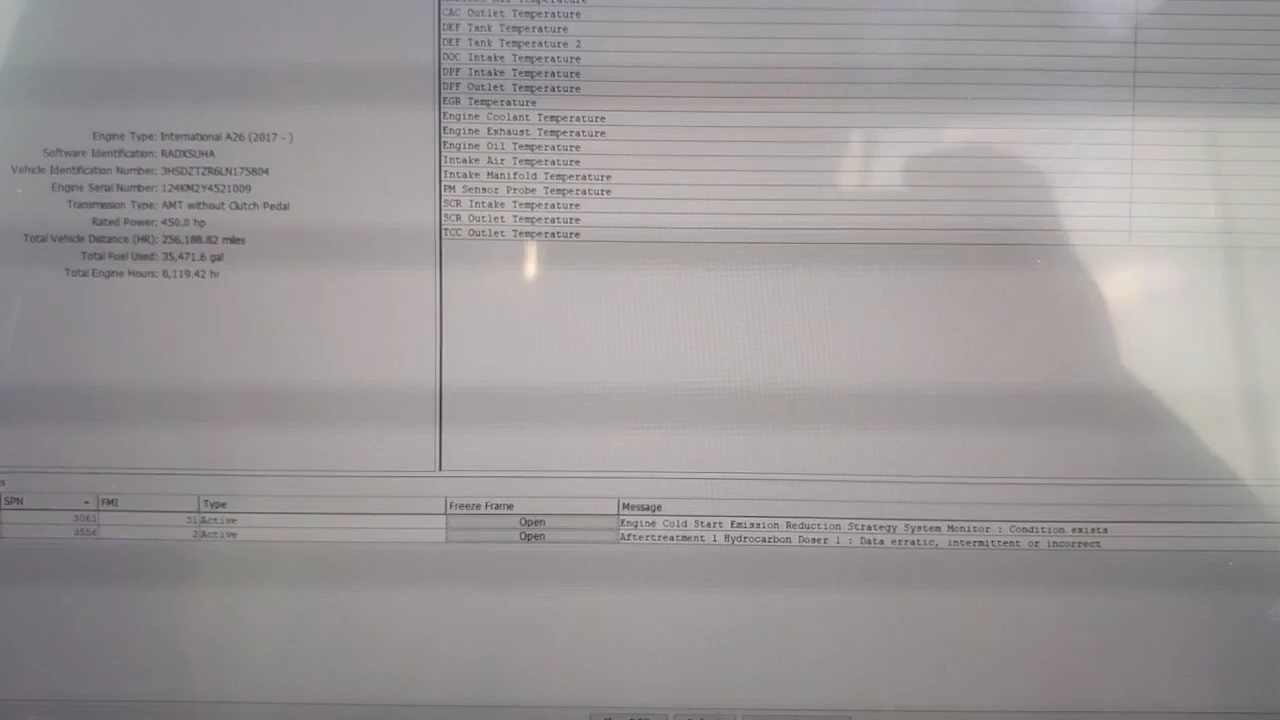 CAC Outlet Temperature
DEF Tank Temperature
DEF Tank Temperature 2
DOC Intake Temperature
DPF Intake Temperature
DPF Outlet Temperature
EGR Temperature
Engine Coolant Temperature
Engine Exhaust Temperature
Engine Oil Temperature
Intake Air Temperature
Intake Manifold Temperature
PM Sensor Probe Temperature
SCR Intake Temperature
SCR Outlet Temperature
TCC Outlet Temperature
Engine Type: International A26 (2017 - )
Software Identification: RADXSUHA
Vehicle Identification Number: 3HSDZTZR6LN175804
Engine Serial Number: 124KM2Y4521009
Transmission Type: AMT without Clutch Pedal
Rated Power: 450.0 hp
Total Vehicle Distance (HR): 256,188.82 miles
Total Fuel Used: 35,471.6 gal
Total Engine Hours: 8,119.42 hr
SPN FMI Type Freeze Frame Message
3061 31 Active Open Engine Cold Start Emission Reduction Strategy System Monitor : Condition exists
3556 2 Active Open Aftertreatment 1 Hydrocarbon Doser 1 : Data erratic, intermittent or incorrect